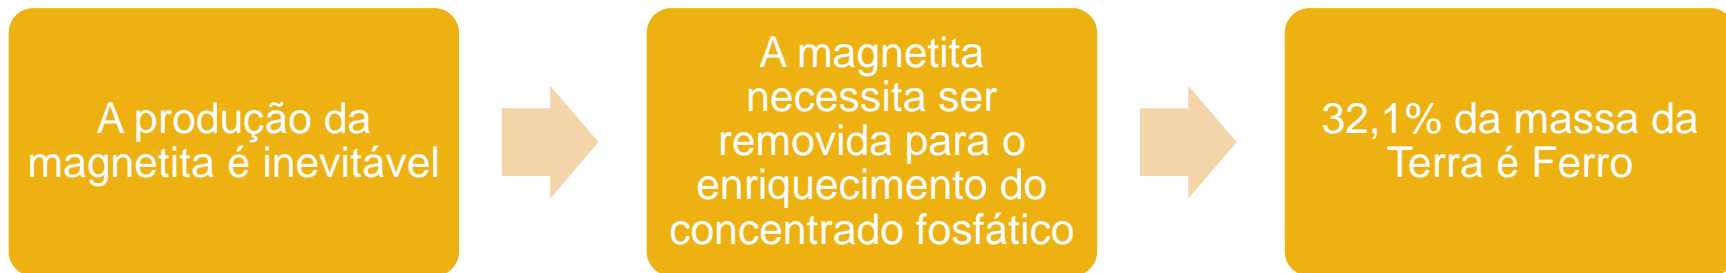 A produção da
magnetita é inevitável
A magnetita
necessita ser
removida para o
enriquecimento do
concentrado fosfático
32,1% da massa da
Terra é Ferro